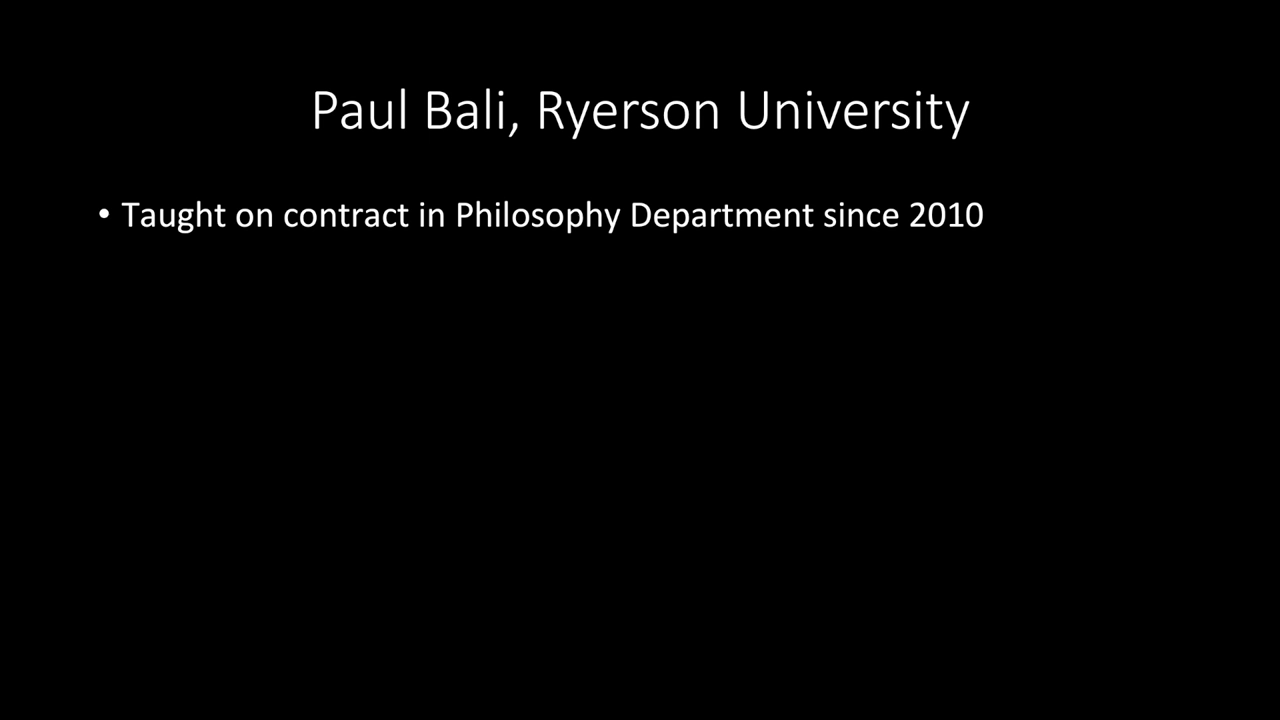 Paul Bali, Ryerson University
• Taught on contract in Philosophy Department since 2010